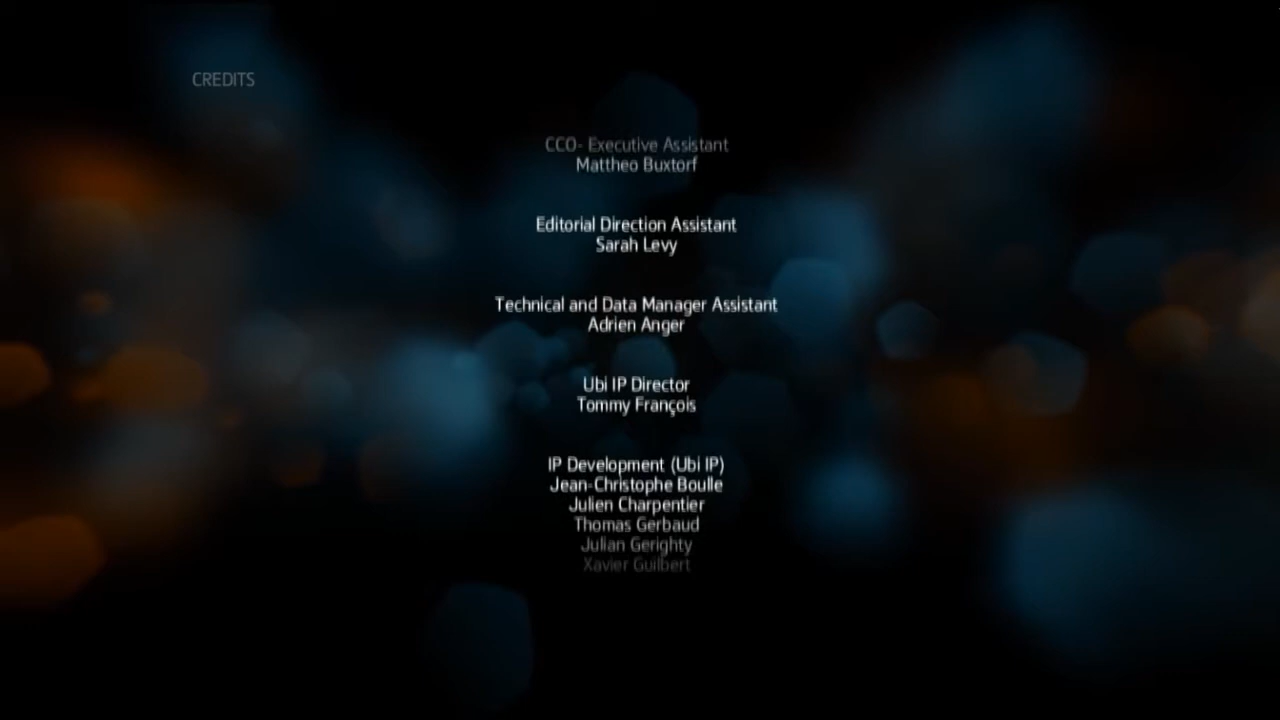 CREDITS
CCO- Executive Assistant
Mattheo Buxtorf
Editorial Direction Assistant
Sarah Levy
Technical and Data Manager Assistant
Adrien Anger
Ubi IP Director
Tommy François
IP Development (Ubi IP)
Jean-Christophe Boulle
Julien Charpentier
Thomas Gerbaud
Julian Gerighty
Xavier Guilbert